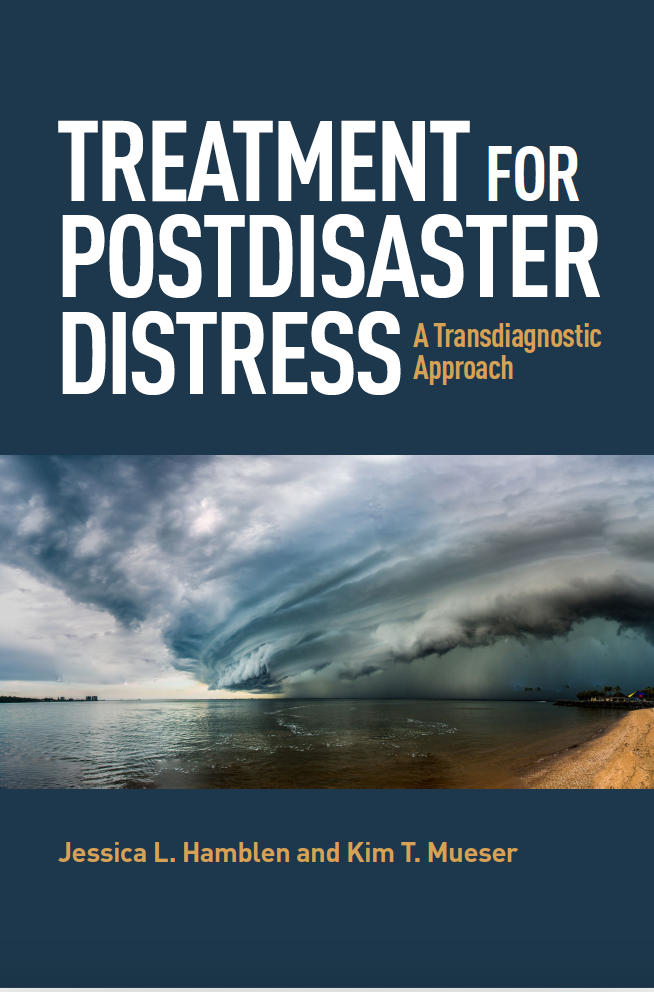 TREATMENT FOR
POSTDISASTER
DISTRESS A Transdiagnostic
Approach
Jessica L. Hamblen and Kim T. Mueser